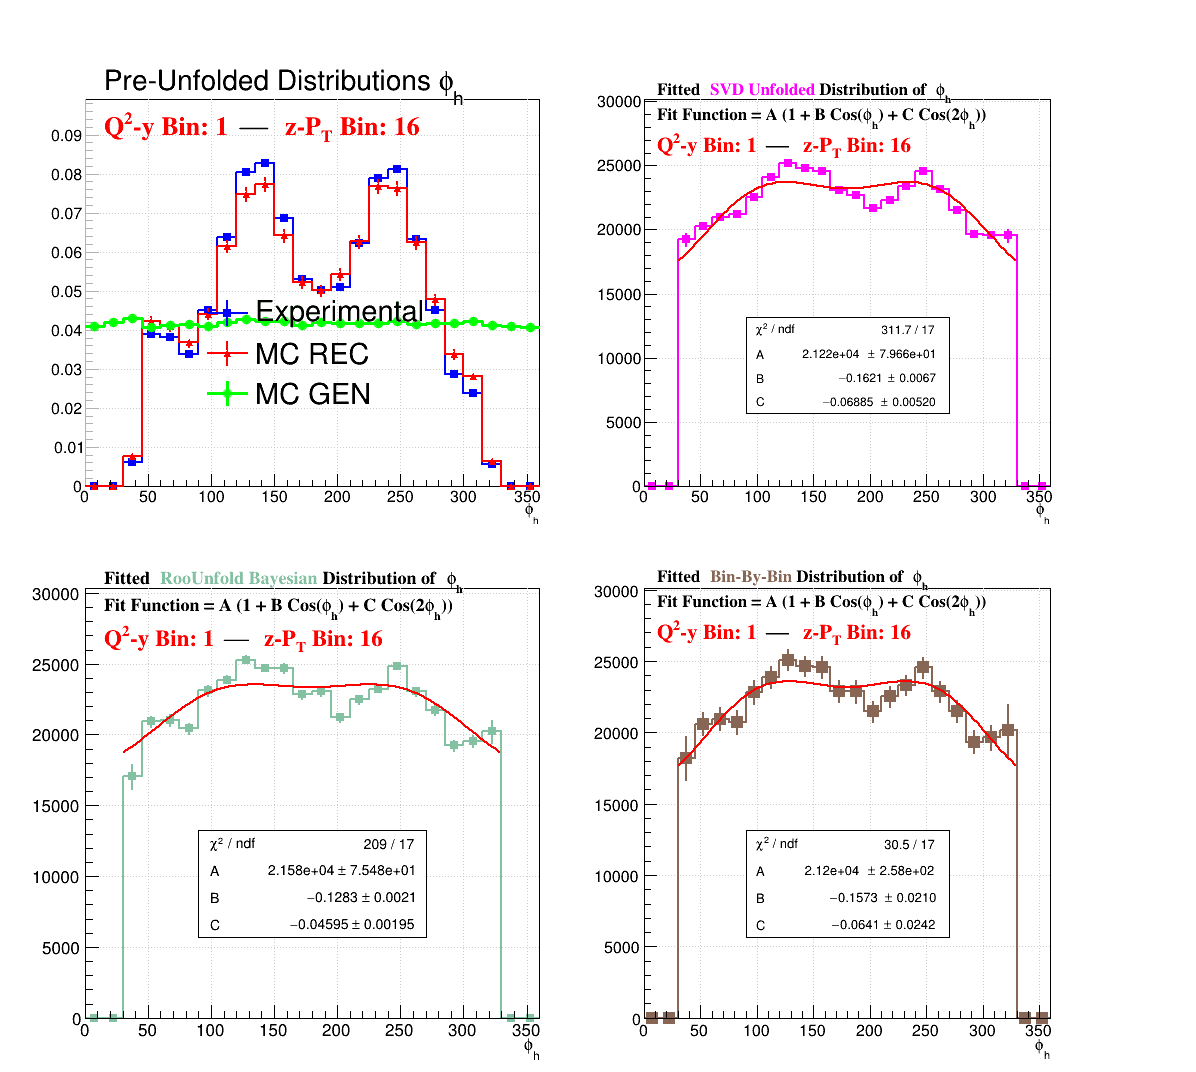 Pre-Unfolded Distributions ϕh
Q2-y Bin: 1 — z-PT Bin: 16
0.09
0.08
0.07
0.06
0.05
0.04
0.03
0.02
0.01
0
Experimental
MC REC
MC GEN
0 50 100 150 200 250 300 350
ϕh
Fitted SVD Unfolded Distribution of ϕh
Fit Function = A (1 + B Cos(ϕh) + C Cos(2ϕh))
Q2-y Bin: 1 — z-PT Bin: 16
30000
25000
20000
15000
10000
5000
0
χ2 / ndf 311.7 / 17
A 2.122e+04 ± 7.966e+01
B −0.1621 ± 0.0067
C −0.06885 ± 0.00520
0 50 100 150 200 250 300 350
ϕh
Fitted RooUnfold Bayesian Distribution of ϕh
Fit Function = A (1 + B Cos(ϕh) + C Cos(2ϕh))
Q2-y Bin: 1 — z-PT Bin: 16
30000
25000
20000
15000
10000
5000
0
χ2 / ndf 209 / 17
A 2.158e+04 ± 7.548e+01
B −0.1283 ± 0.0021
C −0.04595 ± 0.00195
0 50 100 150 200 250 300 350
ϕh
Fitted Bin-By-Bin Distribution of ϕh
Fit Function = A (1 + B Cos(ϕh) + C Cos(2ϕh))
Q2-y Bin: 1 — z-PT Bin: 16
30000
25000
20000
15000
10000
5000
0
χ2 / ndf 30.5 / 17
A 2.12e+04 ± 2.58e+02
B −0.1573 ± 0.0210
C −0.0641 ± 0.0242
0 50 100 150 200 250 300 350
ϕh